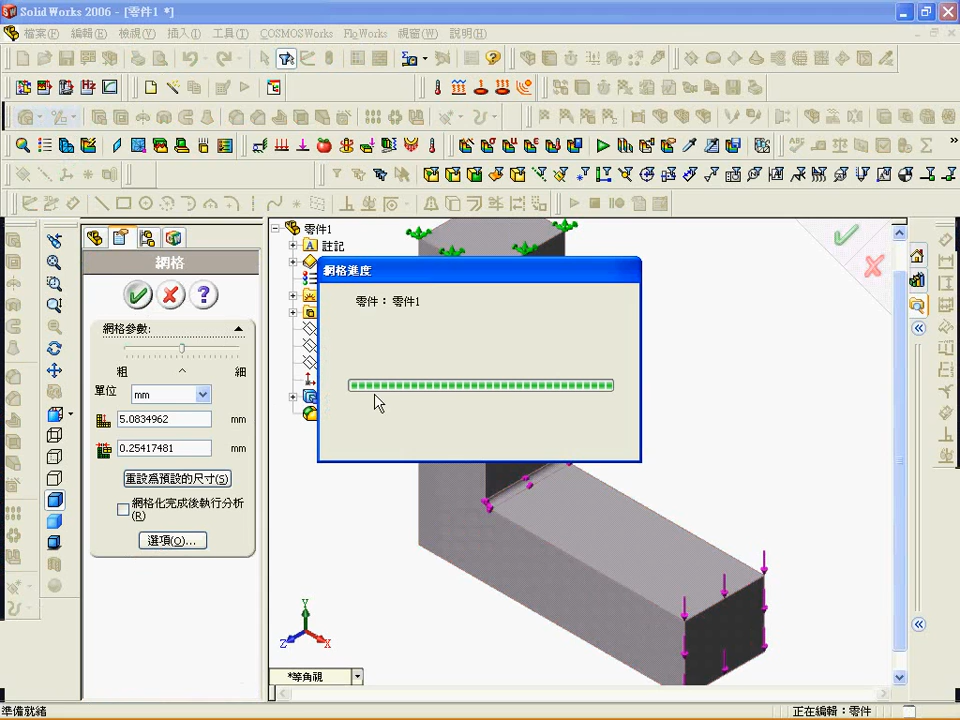 SolidWorks 2006 - [零件1 *]
檔案(F) 編輯(E) 檢視(V) 插入(I) 工具(T) COSMOSWorks FloWorks 視窗(W) 說明(H)
網格
網格參數:
粗 細
單位 mm
5.0834962 mm
0.25417481 mm
重設為預設的尺寸(S)
網格化完成後執行分析(R)
選項(O)...
零件1
A 註記
網格進度
零件： 零件1
Y
Z X
*等角視
準備就緒
正在編輯：零件